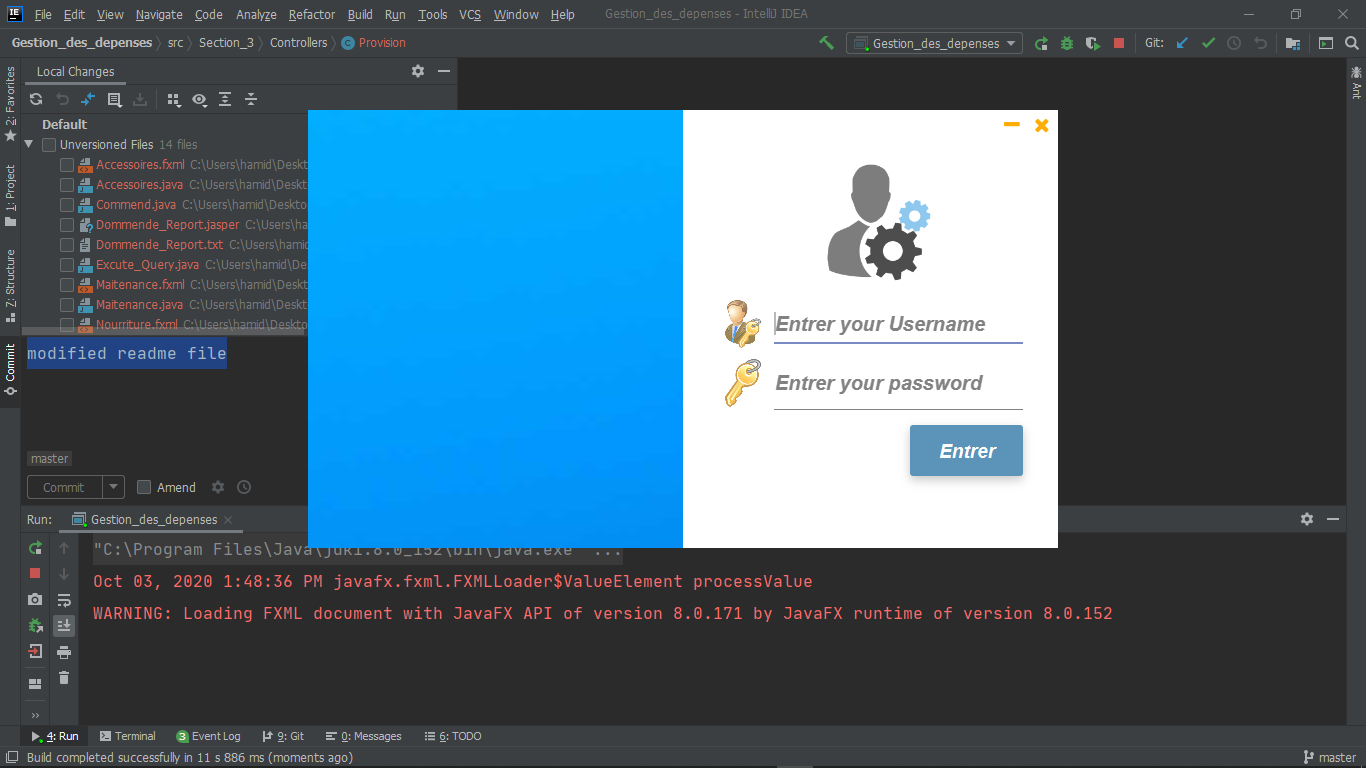 File Edit View Navigate Code Analyze Refactor Build Run Tools VCS Window Help Gestion_des_depenses - IntelliJ IDEA
Gestion_des_depenses src Section_3 Controllers C Provision Gestion_des_depenses Git:
2: Favorites
1: Project
7: Structure
Commit
Ant
Local Changes
Default
Unversioned Files 14 files
Accessoires.fxml C:\Users\hamid\Deskt
Accessoires.java C:\Users\hamid\Deskt
Commend.java C:\Users\hamid\Deskto
Dommende_Report.jasper C:\Users\ha
Dommende_Report.txt C:\Users\hamid
Excute_Query.java C:\Users\hamid\De
Maitenance.fxml C:\Users\hamid\Desk
Maitenance.java C:\Users\hamid\Desk
Nourriture.fxml C:\Users\hamid\Deskto
modified readme file
master
Commit Amend
Entrer your Username
Entrer your password
Entrer
Run: Gestion_des_depenses
"C:\Program Files\Java\jdk1.8.0_152\bin\java.exe" ...
Oct 03, 2020 1:48:36 PM javafx.fxml.FXMLLoader$ValueElement processValue
WARNING: Loading FXML document with JavaFX API of version 8.0.171 by JavaFX runtime of version 8.0.152
4: Run Terminal 3 Event Log 9: Git 0: Messages 6: TODO
Build completed successfully in 11 s 886 ms (moments ago) master